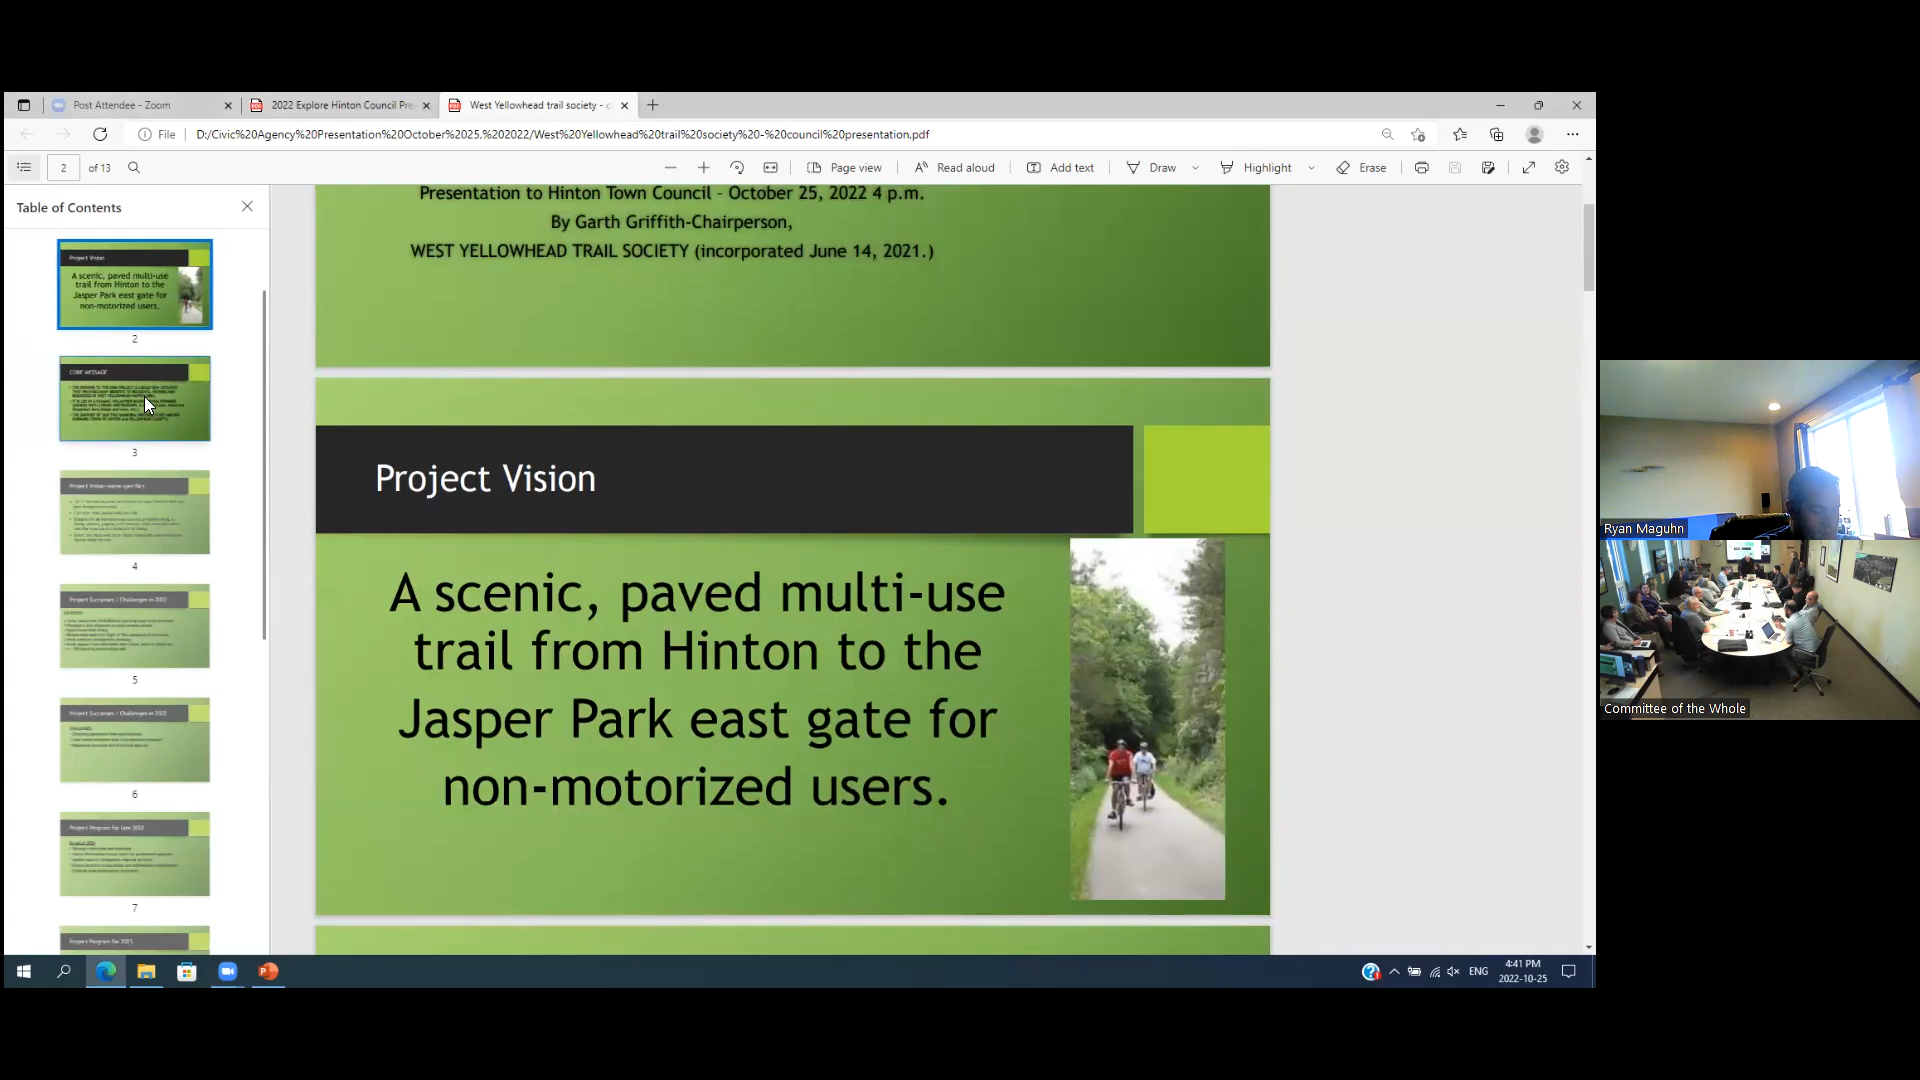 Post Attendee - Zoom
2022 Explore Hinton Council Pre
West Yellowhead trail society - c
File
D:/Civic%20Agency%20Presentation%20October%2025,%202022/West%20Yellowhead%20trail%20society%20-%20council%20presentation.pdf
2
of 13
Page view
Read aloud
Add text
Draw
Highlight
Erase
Table of Contents
Project Vision
A scenic, paved multi-use
trail from Hinton to the
Jasper Park east gate for
non-motorized users.
2
CORE MESSAGE
3
Project Vision-some specifics
4
Project Successes / Challenges in 2022
5
Project Successes / Challenges in 2022
6
Project Program for late 2022
7
Project Program for 2023
Presentation to Hinton Town Council – October 25, 2022 4 p.m.
By Garth Griffith-Chairperson,
WEST YELLOWHEAD TRAIL SOCIETY (incorporated June 14, 2021.)
Project Vision
A scenic, paved multi-use
trail from Hinton to the
Jasper Park east gate for
non-motorized users.
Ryan Maguhn
Committee of the Whole
ENG
4:41 PM
2022-10-25